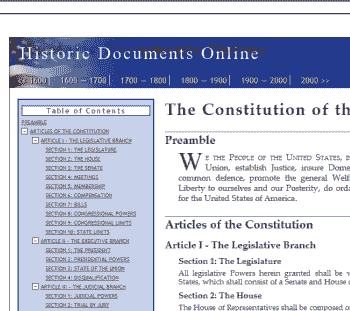 Historic Documents Online
<< 1600 | 1600 – 1700 | 1700 – 1800 | 1800 – 1900 | 1900 – 2000 | 2000 >>
Table of Contents
PREAMBLE
ARTICLES OF THE CONSTITUTION
ARTICLE I - THE LEGISLATIVE BRANCH
SECTION 1: THE LEGISLATURE
SECTION 2: THE HOUSE
SECTION 3: THE SENATE
SECTION 4: MEETINGS
SECTION 5: MEMBERSHIP
SECTION 6: COMPENSATION
SECTION 7: BILLS
SECTION 8: CONGRESSIONAL POWERS
SECTION 9: CONGRESSIONAL LIMITS
SECTION 10: STATE LIMITS
ARTICLE II - THE EXECUTIVE BRANCH
SECTION 1: THE PRESIDENT
SECTION 2: PRESIDENTIAL POWERS
SECTION 3: STATE OF THE UNION
SECTION 4: DISQUALIFICATION
ARTICLE III - THE JUDICIAL BRANCH
SECTION 1: JUDICIAL POWERS
SECTION 2: TRIAL BY JURY
The Constitution of th
Preamble
WE THE PEOPLE OF THE UNITED STATES, 
Union, establish Justice, insure Dome
common defence, promote the general Welf
Liberty to ourselves and our Posterity, do orda
for the United States of America.
Articles of the Constitution
Article I - The Legislative Branch
Section 1: The Legislature
All legislative Powers herein granted shall be v
States, which shall consist of a Senate and House o
Section 2: The House
The House of Representatives shall be composed o